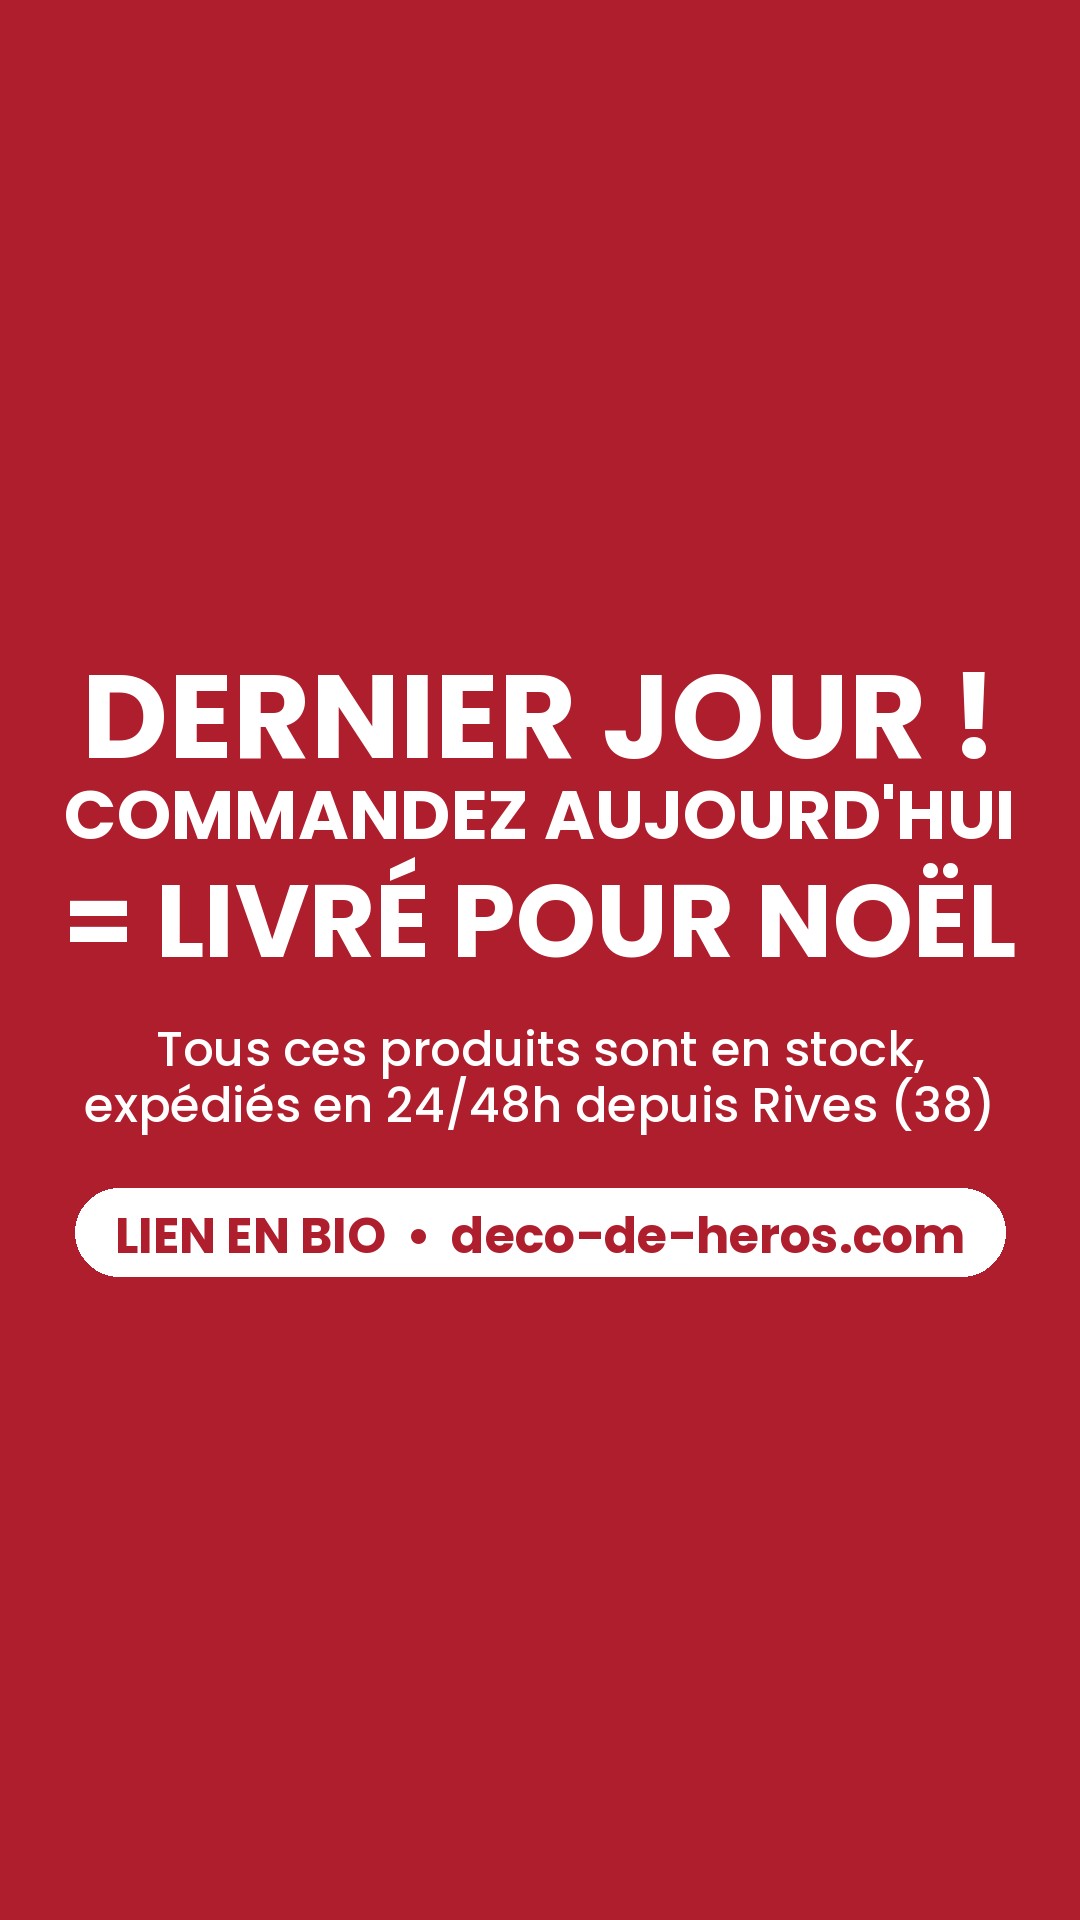 DERNIER JOUR !
COMMANDEZ AUJOURD'HUI
= LIVRÉ POUR NOËL
Tous ces produits sont en stock,
expédiés en 24/48h depuis Rives (38)
LIEN EN BIO • deco-de-heros.com